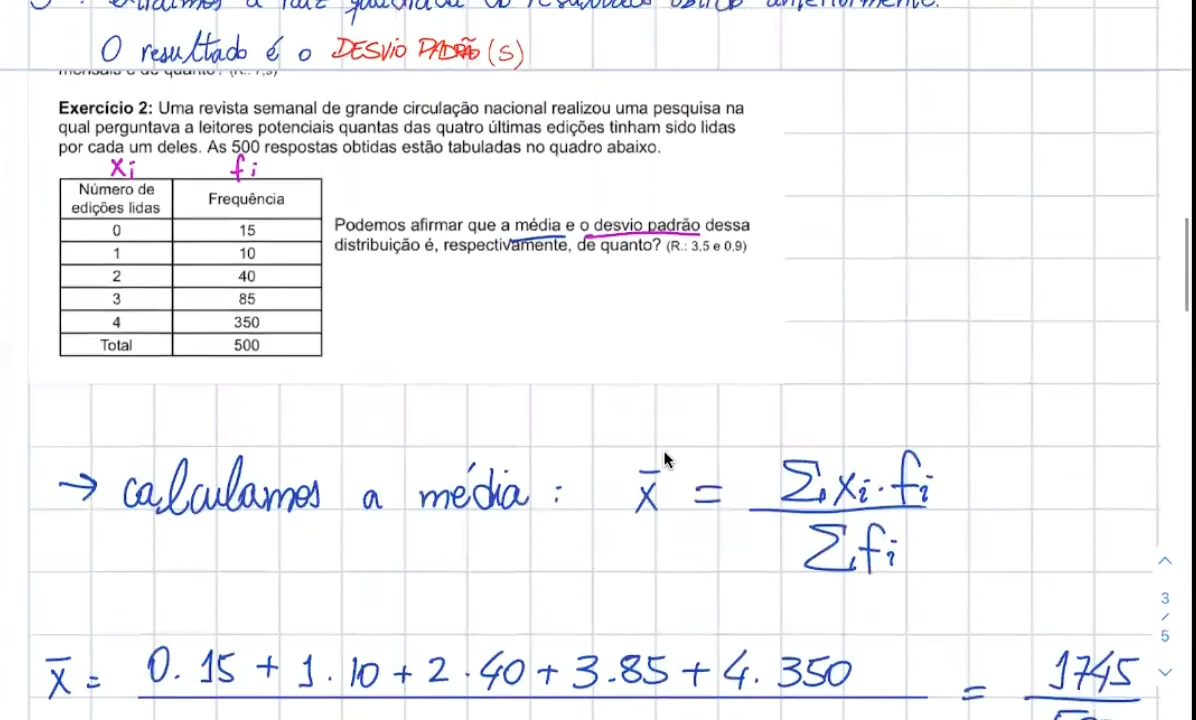 O resultado é o DESVIO PADRÃO (S)
Exercício 2: Uma revista semanal de grande circulação nacional realizou uma pesquisa na
qual perguntava a leitores potenciais quantas das quatro últimas edições tinham sido lidas
por cada um deles. As 500 respostas obtidas estão tabuladas no quadro abaixo.
xi fi
Número de edições lidas Frequência
0 15
1 10
2 40
3 85
4 350
Total 500
Podemos afirmar que a média e o desvio padrão dessa
distribuição é, respectivamente, de quanto? (R.: 3,5 e 0,9)
→ calculamos a média : x̄ = Σxi.fi
Σfi
x̄ = 0.15 + 1.10 + 2.40 + 3.85 + 4.350 = 1745
3
/
5